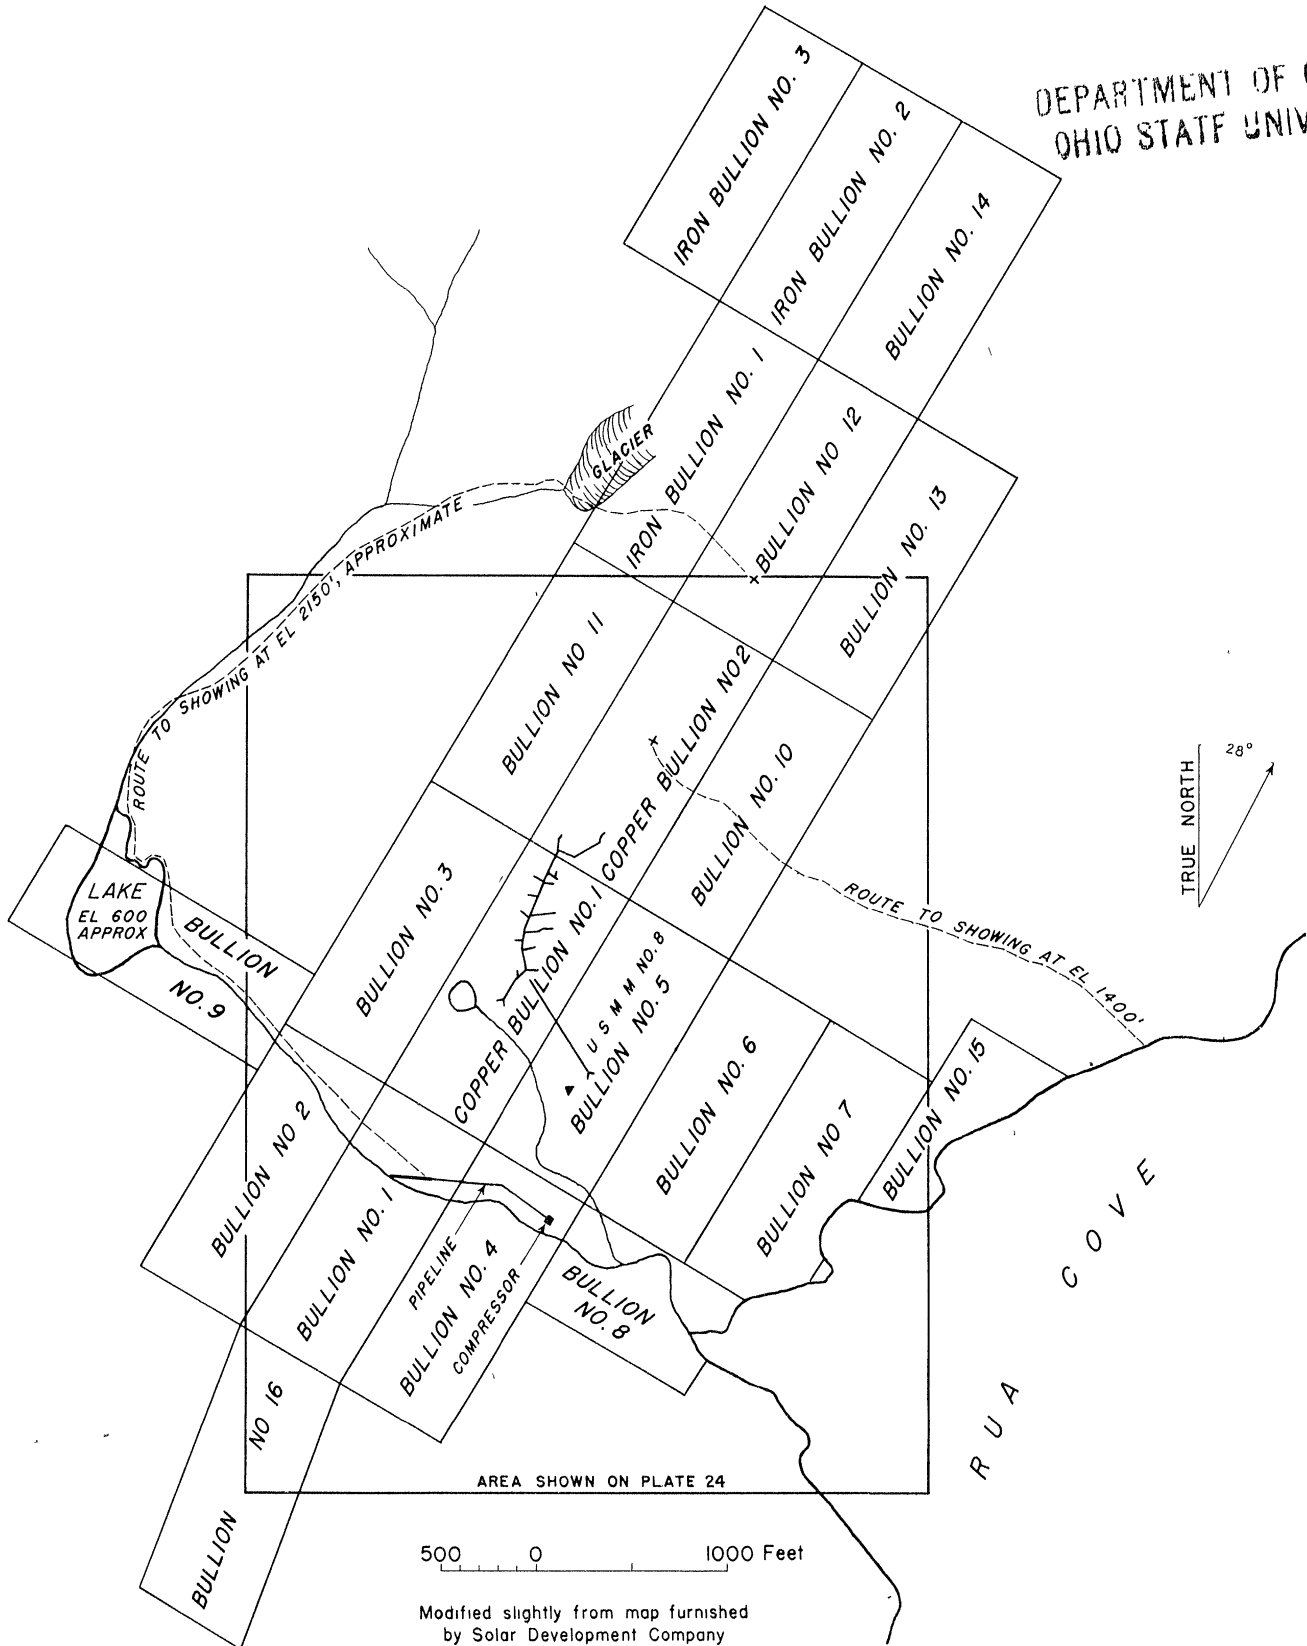 DEPARTMENT OF
OHIO STATE UNIV
IRON BULLION NO. 3
IRON BULLION NO. 2
BULLION NO. 14
IRON BULLION NO. 1
BULLION NO 12
BULLION NO. 13
GLACIER
ROUTE TO SHOWING AT EL 2150', APPROXIMATE
BULLION NO 11
COPPER BULLION NO2
BULLION NO. 10
TRUE NORTH
28°
LAKE
EL 600
APPROX
BULLION
NO. 9
BULLION NO. 3
COPPER BULLION NO. 1
U S M M NO. 8
BULLION NO. 5
ROUTE TO SHOWING AT EL 1400'
BULLION NO. 6
BULLION NO 7
BULLION NO. 15
BULLION NO 2
BULLION NO. 1
PIPELINE
BULLION NO. 4
COMPRESSOR
BULLION
NO. 8
RUA COVE
BULLION NO 16
AREA SHOWN ON PLATE 24
500 0 1000 Feet
Modified slightly from map furnished
by Solar Development Company